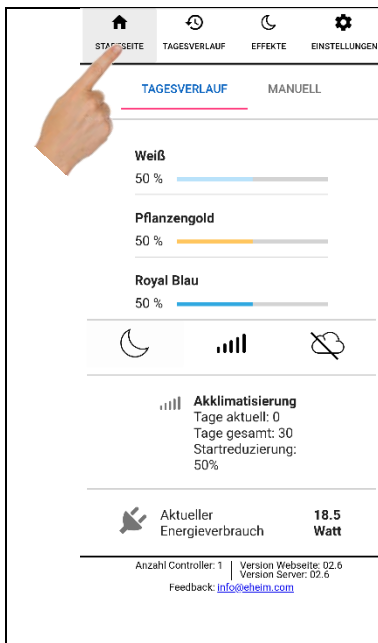 STARTSEITE TAGESVERLAUF EFFEKTE EINSTELLUNGEN
TAGESVERLAUF MANUELL
Weiß
50 %
Pflanzengold
50 %
Royal Blau
50 %
Akklimatisierung
Tage aktuell: 0
Tage gesamt: 30
Startreduzierung:
50%
Aktueller 18.5
Energieverbrauch Watt
Anzahl Controller: 1 Version Webseite: 02.6
Version Server: 02.6
Feedback: info@eheim.com